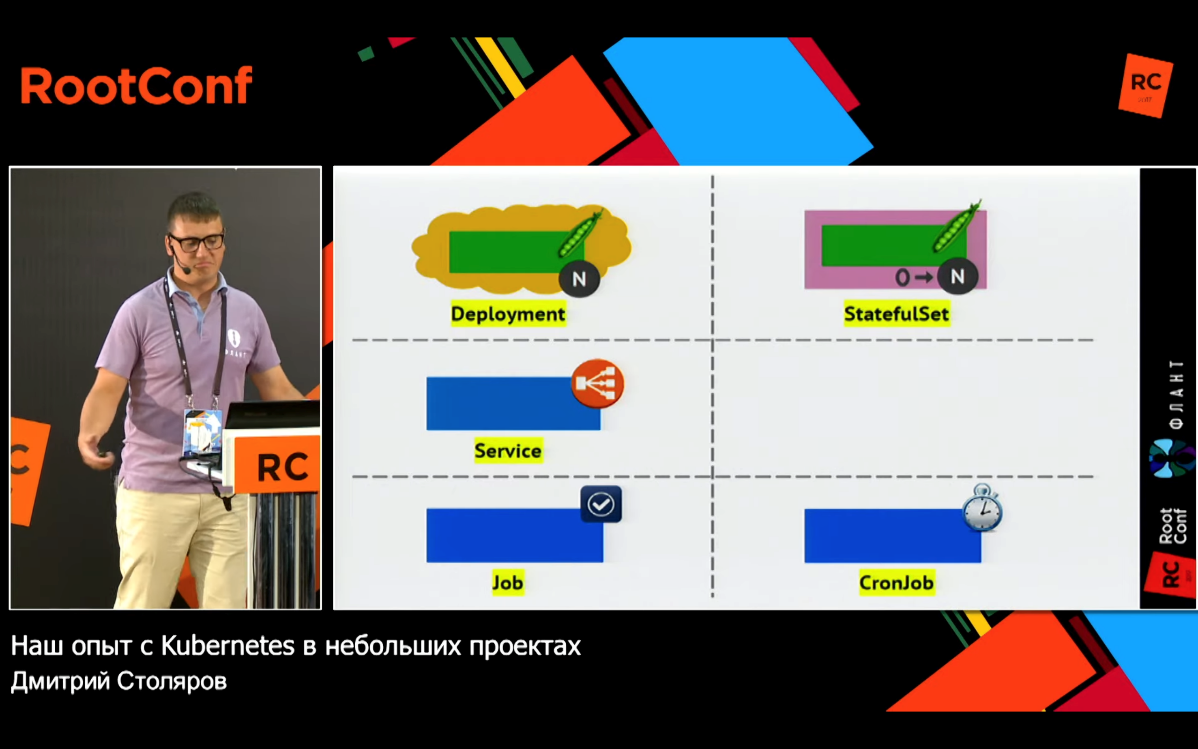 RootConf
RC
Deployment
N
StatefulSet
0
N
Service
Job
CronJob
ФЛАНТ
Root
Conf
RC
RC
ФЛАНТ
C
Наш опыт с Kubernetes в небольших проектах
Дмитрий Столяров